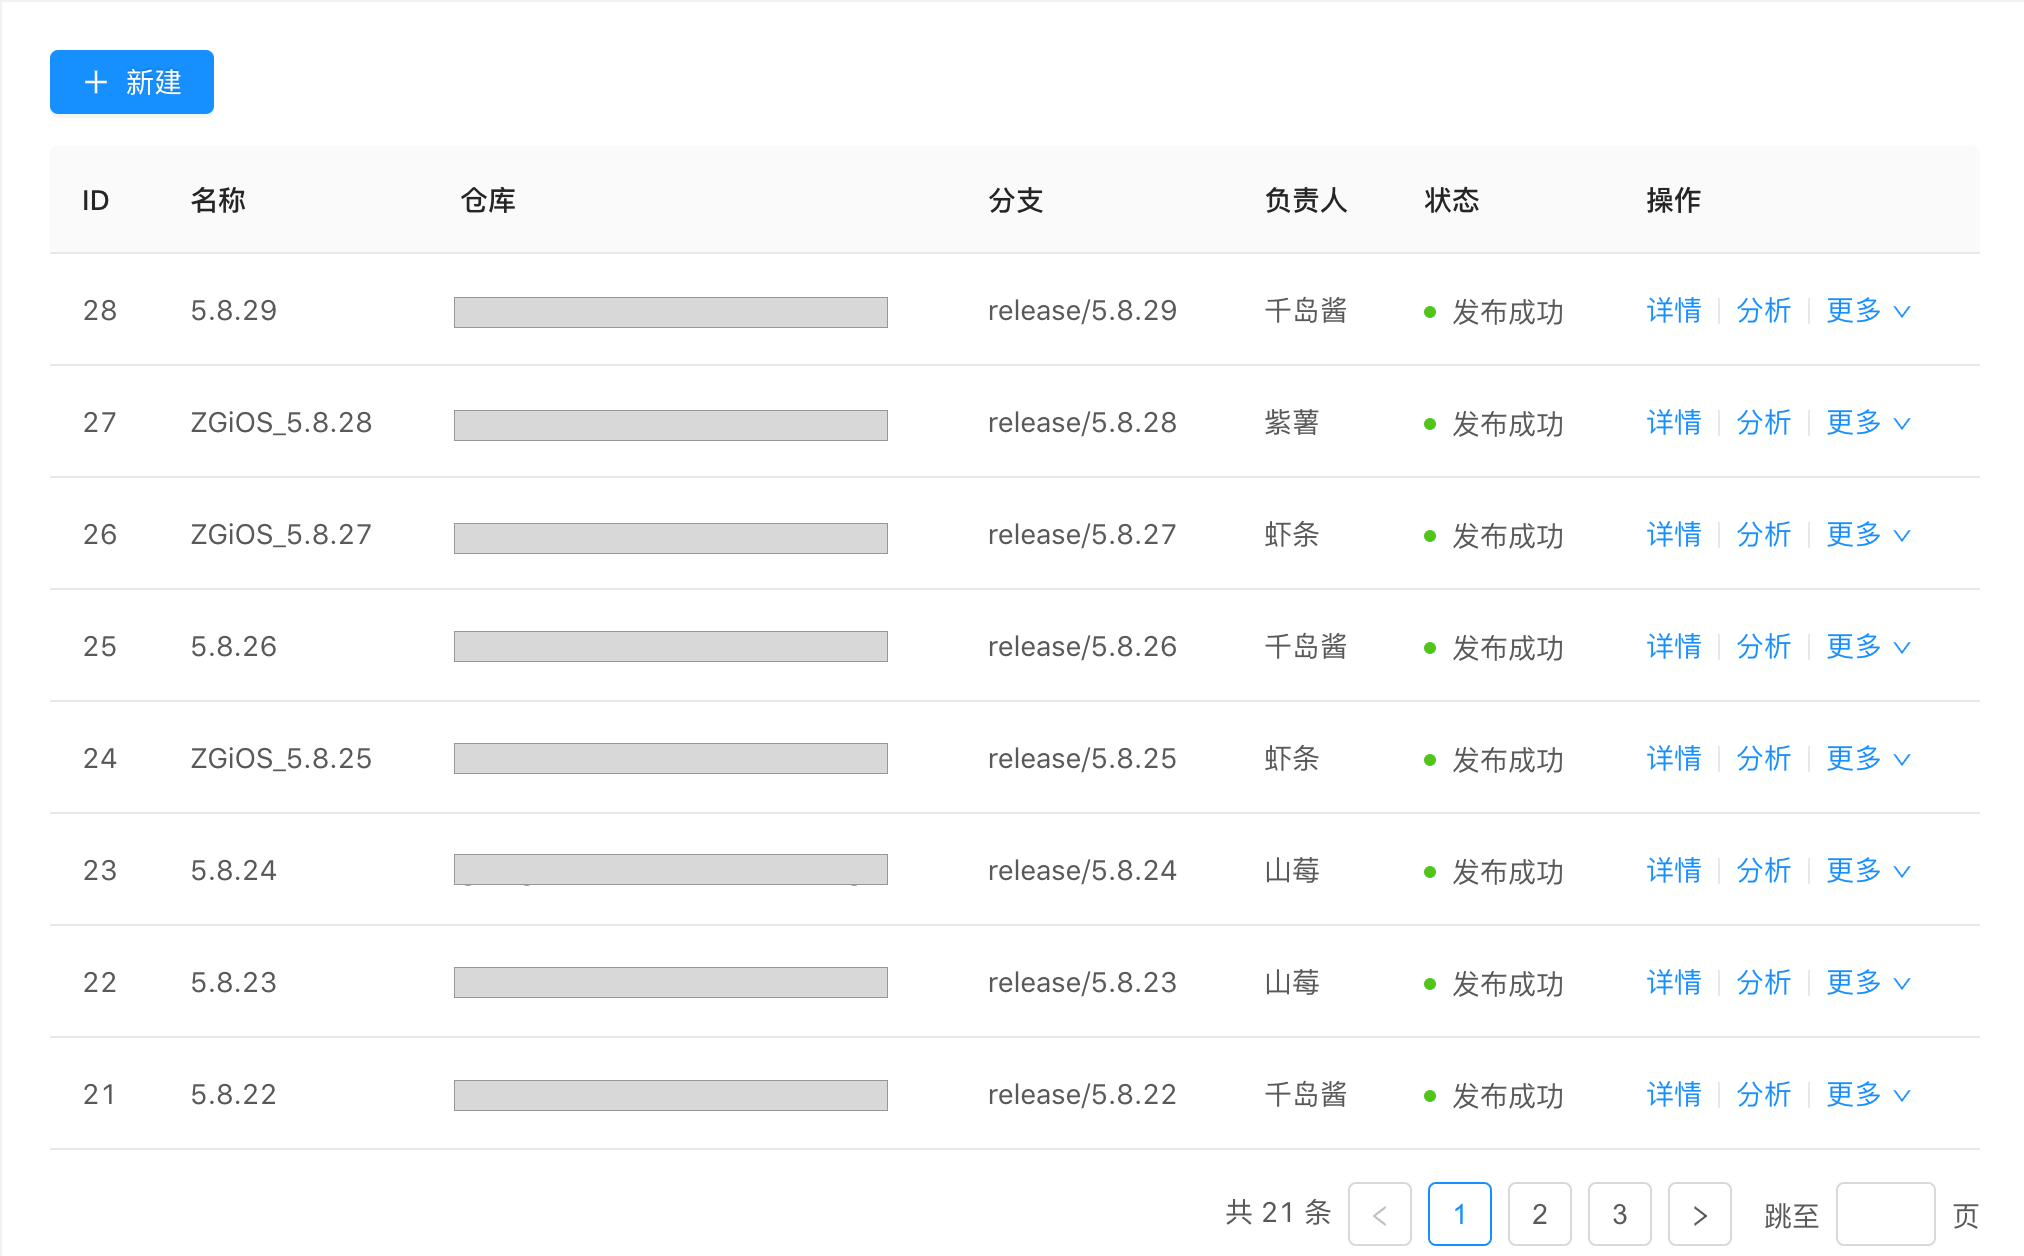 + 新建
ID 名称 仓库 分支 负责人 状态 操作
28 5.8.29 release/5.8.29 千岛酱 发布成功 详情 分析 更多
27 ZGiOS_5.8.28 release/5.8.28 紫薯 发布成功 详情 分析 更多
26 ZGiOS_5.8.27 release/5.8.27 虾条 发布成功 详情 分析 更多
25 5.8.26 release/5.8.26 千岛酱 发布成功 详情 分析 更多
24 ZGiOS_5.8.25 release/5.8.25 虾条 发布成功 详情 分析 更多
23 5.8.24 release/5.8.24 山莓 发布成功 详情 分析 更多
22 5.8.23 release/5.8.23 山莓 发布成功 详情 分析 更多
21 5.8.22 release/5.8.22 千岛酱 发布成功 详情 分析 更多
共 21 条 < 1 2 3 > 跳至 页